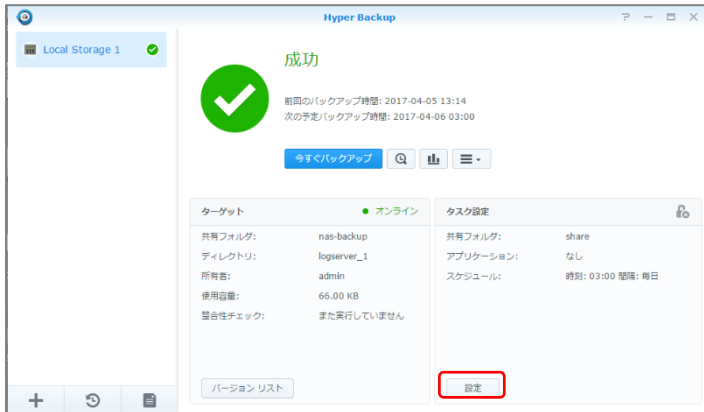 Hyper Backup
Local Storage 1
成功
前回のバックアップ時間: 2017-04-05 13:14
次の予定バックアップ時間: 2017-04-06 03:00
今すぐバックアップ
ターゲット
オンライン
共有フォルダ: nas-backup
ディレクトリ: logserver_1
所有者: admin
使用容量: 66.00 KB
整合性チェック: また実行していません
バージョン リスト
タスク設定
共有フォルダ: share
アプリケーション: なし
スケジュール: 時刻: 03:00 間隔: 毎日
設定